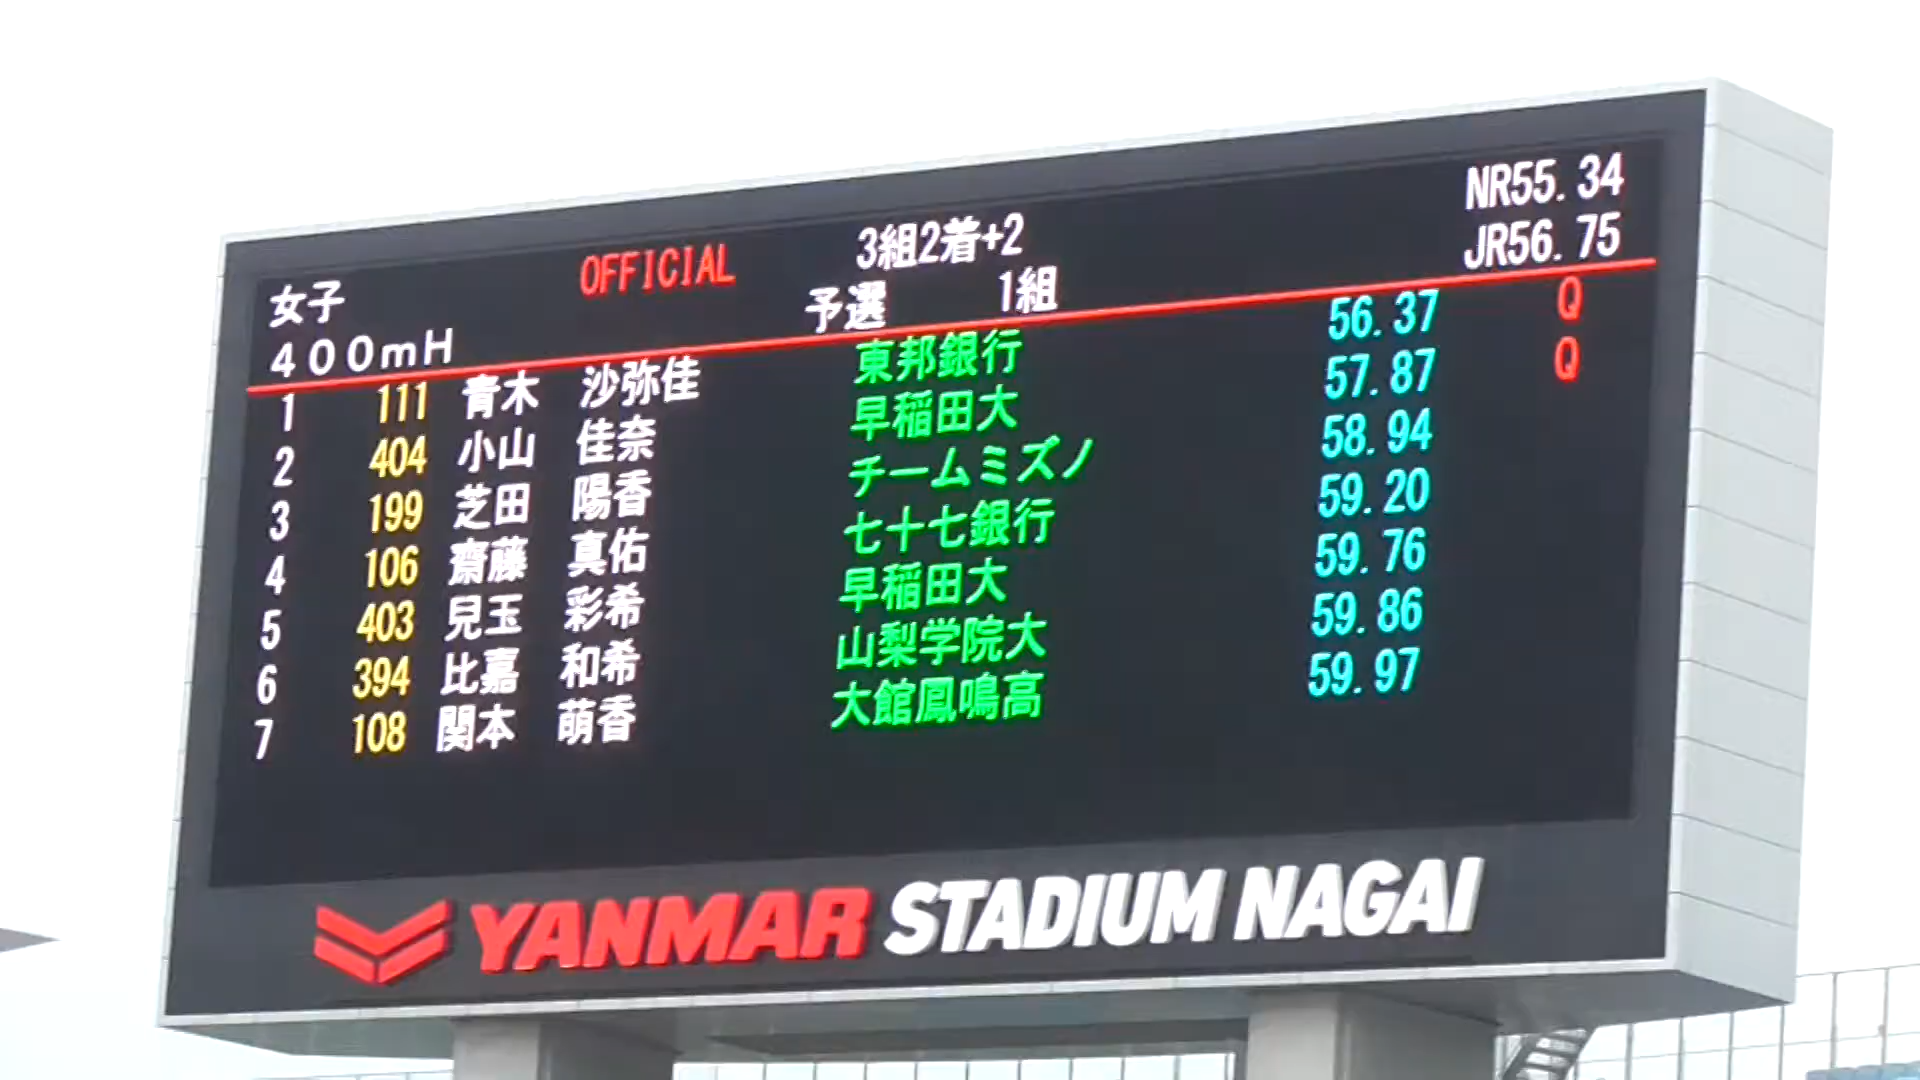 女子 OFFICIAL 3組2着+2 NR55.34
400mH 予選 1組 JR56.75
1 111 青木 沙弥佳 東邦銀行 56.37 Q
2 404 小山 佳奈 早稲田大 57.87 Q
3 199 芝田 陽香 チームミズノ 58.94
4 106 齋藤 真佑 七十七銀行 59.20
5 403 兒玉 彩希 早稲田大 59.76
6 394 比嘉 和希 山梨学院大 59.86
7 108 関本 萌香 大館鳳鳴高 59.97
YANMAR STADIUM NAGAI